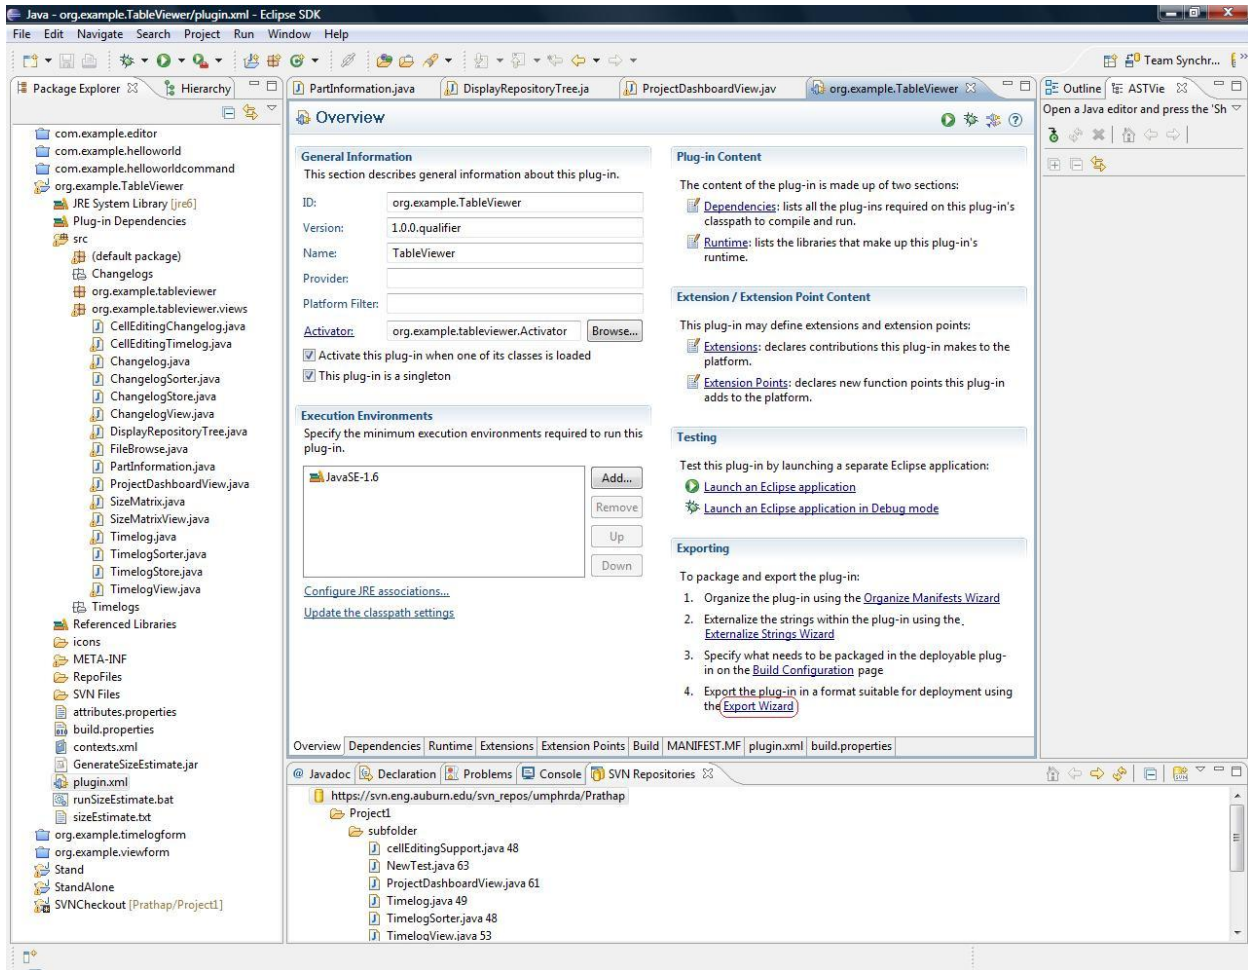 Java - org.example.TableViewer/plugin.xml - Eclipse SDK
File Edit Navigate Search Project Run Window Help
Team Synchr...
Package Explorer Hierarchy
com.example.editor
com.example.helloworld
com.example.helloworldcommand
org.example.TableViewer
JRE System Library [jre6]
Plug-in Dependencies
src
(default package)
Changelogs
org.example.tableviewer
org.example.tableviewer.views
CellEditingChangelog.java
CellEditingTimelog.java
Changelog.java
ChangelogSorter.java
ChangelogStore.java
ChangelogView.java
DisplayRepositoryTree.java
FileBrowse.java
PartInformation.java
ProjectDashboardView.java
SizeMatrix.java
SizeMatrixView.java
Timelog.java
TimelogSorter.java
TimelogStore.java
TimelogView.java
Timelogs
Referenced Libraries
icons
META-INF
RepoFiles
SVN Files
attributes.properties
build.properties
contexts.xml
GenerateSizeEstimate.jar
plugin.xml
runSizeEstimate.bat
sizeEstimate.txt
org.example.timelogform
org.example.viewform
Stand
StandAlone
SVNCheckout [Prathap/Project1]
PartInformation.java DisplayRepositoryTree.ja ProjectDashboardView.jav org.example.TableViewer
Overview
General Information
This section describes general information about this plug-in.
ID: org.example.TableViewer
Version: 1.0.0.qualifier
Name: TableViewer
Provider:
Platform Filter:
Activator: org.example.tableviewer.Activator Browse...
Activate this plug-in when one of its classes is loaded
This plug-in is a singleton
Execution Environments
Specify the minimum execution environments required to run this
plug-in.
JavaSE-1.6
Add...
Remove
Up
Down
Configure JRE associations...
Update the classpath settings
Plug-in Content
The content of the plug-in is made up of two sections:
Dependencies: lists all the plug-ins required on this plug-in's
classpath to compile and run.
Runtime: lists the libraries that make up this plug-in's
runtime.
Extension / Extension Point Content
This plug-in may define extensions and extension points:
Extensions: declares contributions this plug-in makes to the
platform.
Extension Points: declares new function points this plug-in
adds to the platform.
Testing
Test this plug-in by launching a separate Eclipse application:
Launch an Eclipse application
Launch an Eclipse application in Debug mode
Exporting
To package and export the plug-in:
1. Organize the plug-in using the Organize Manifests Wizard
2. Externalize the strings within the plug-in using the
Externalize Strings Wizard
3. Specify what needs to be packaged in the deployable plug-
in on the Build Configuration page
4. Export the plug-in in a format suitable for deployment using
the Export Wizard
Overview Dependencies Runtime Extensions Extension Points Build MANIFEST.MF plugin.xml build.properties
Outline ASTVie
Open a Java editor and press the 'Sh
@ Javadoc Declaration Problems Console SVN Repositories
https://svn.eng.auburn.edu/svn_repos/umphrda/Prathap
Project1
subfolder
cellEditingSupport.java 48
NewTest.java 63
ProjectDashboardView.java 61
Timelog.java 49
TimelogSorter.java 48
TimelogView.java 53